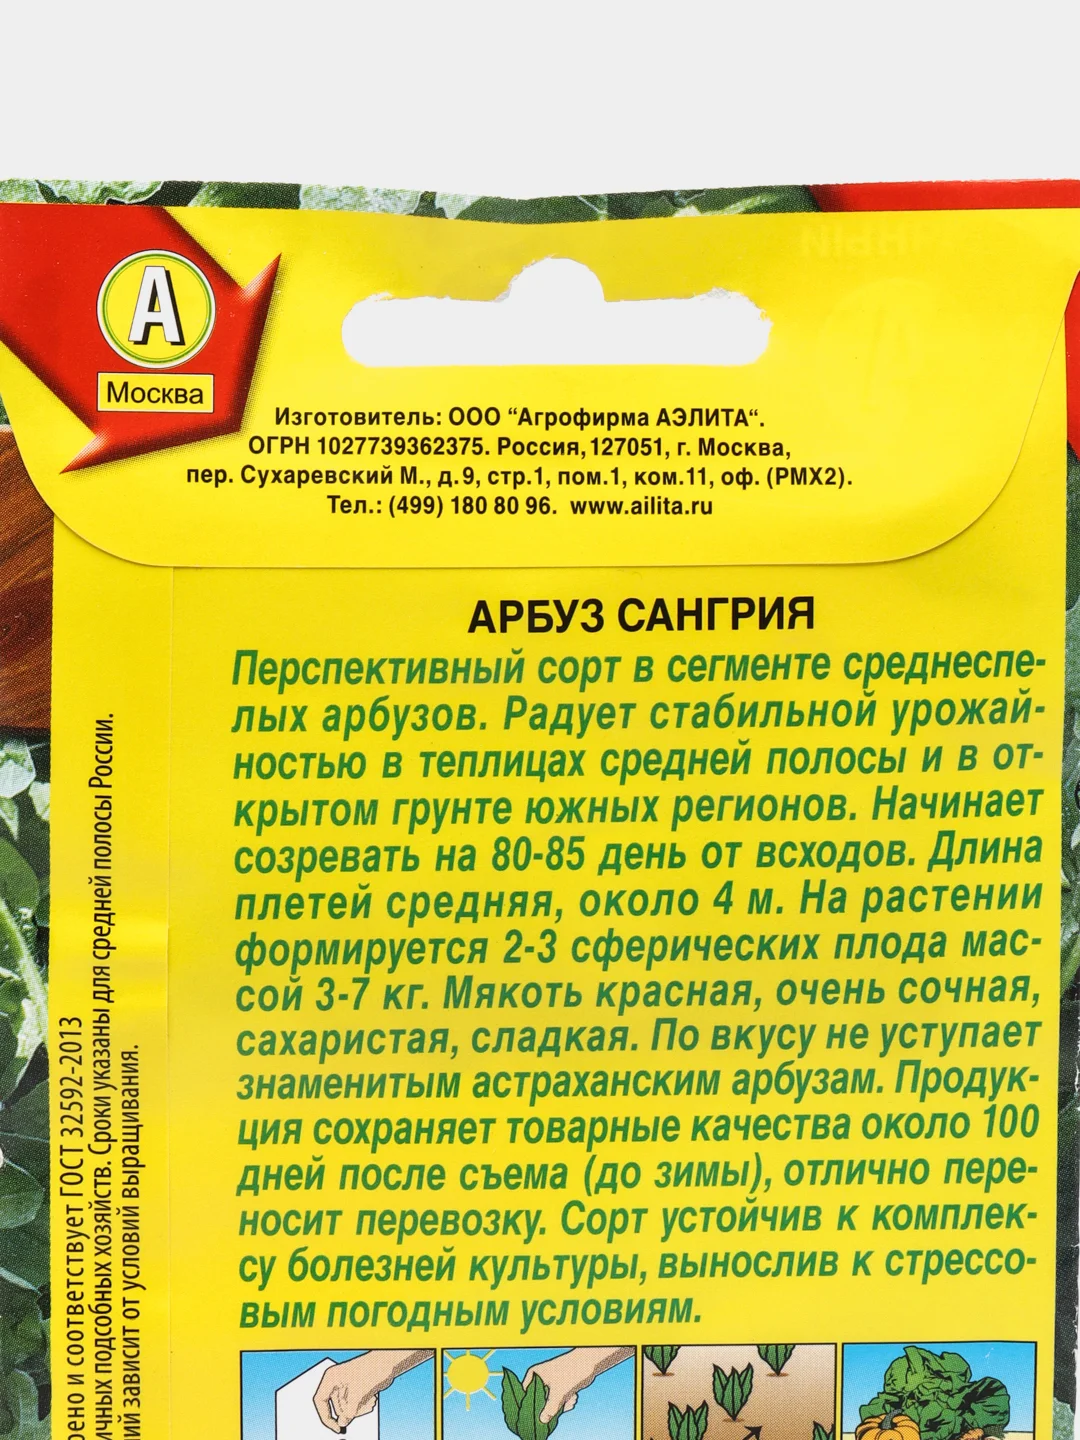 А
Москва
Изготовитель: ООО “Агрофирма АЭЛИТА“.
ОГРН 1027739362375. Россия,127051, г. Москва,
пер. Сухаревский М., д.9, стр.1, пом.1, ком.11, оф. (РМХ2).
Тел.: (499) 180 80 96. www.ailita.ru
АРБУЗ САНГРИЯ
Перспективный сорт в сегменте среднеспе-
лых арбузов. Радует стабильной урожай-
ностью в теплицах средней полосы и в от-
крытом грунте южных регионов. Начинает
созревать на 80-85 день от всходов. Длина
плетей средняя, около 4 м. На растении
формируется 2-3 сферических плода мас-
сой 3-7 кг. Мякоть красная, очень сочная,
сахаристая, сладкая. По вкусу не уступает
знаменитым астраханским арбузам. Продук-
ция сохраняет товарные качества около 100
дней после съема (до зимы), отлично пере-
носит перевозку. Сорт устойчив к комплек-
су болезней культуры, вынослив к стрессо-
вым погодным условиям.
и соответствует ГОСТ 32592-2013
подсобных хозяйств. Сроки указаны для средней полосы России.
зависит от условий выращивания.